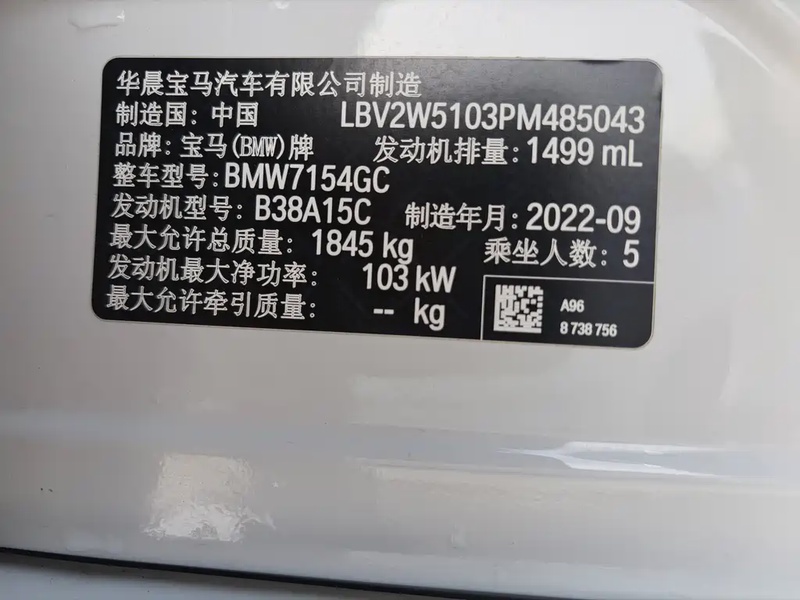 华晨宝马汽车有限公司制造
制造国: 中国 LBV2W5103PM485043
品牌: 宝马(BMW)牌 发动机排量: 1499 mL
整车型号: BMW7154GC
发动机型号: B38A15C 制造年月: 2022-09
最大允许总质量: 1845 kg 乘坐人数: 5
发动机最大净功率: 103 kW
最大允许牵引质量: -- kg
A96
8 738 756